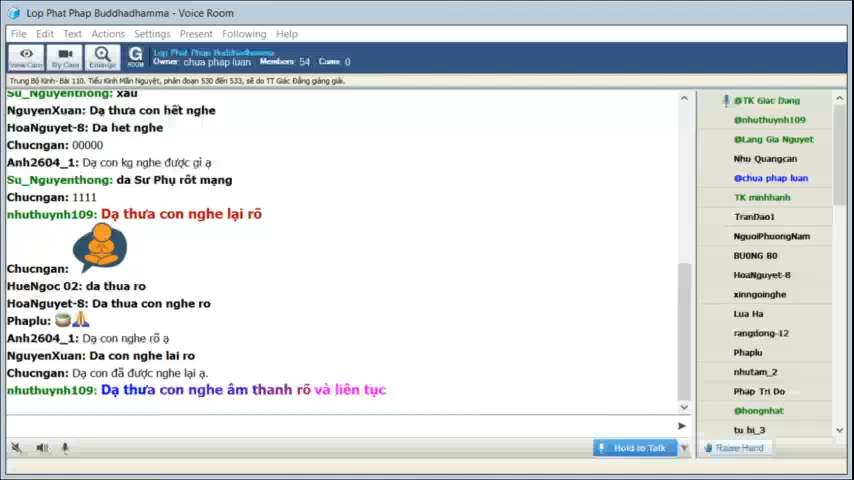 Lop Phat Phap Buddhadhamma - Voice Room
File Edit Text Actions Settings Present Following Help
View Cam My Cam Enlarge G ROOM
Lop Phat Phap Buddhadhamma
Owner: chua phap luan Members: 54 Cams: 0
Trung Bộ Kinh- Bài 110. Tiểu Kinh Mãn Nguyệt, phân đoạn 530 đến 533, sẽ do TT Giác Đẳng giảng giải.
Su_Nguyenthong: xấu
NguyenXuan: Dạ thưa con hết nghe
HoaNguyet-8: Da het nghe
Chucngan: 00000
Anh2604_1: Dạ con kg nghe được gì ạ
Su_Nguyenthong: da Sư Phụ rôt mạng
Chucngan: 1111
nhuthuynh109: Dạ thưa con nghe lại rõ
Chucngan:
HueNgoc 02: da thua ro
HoaNguyet-8: Da thua con nghe ro
Phaplu:
Anh2604_1: Dạ con nghe rõ ạ
NguyenXuan: Da con nghe lai ro
Chucngan: Dạ con đã được nghe lại ạ.
nhuthuynh109: Dạ thưa con nghe âm thanh rõ và liên tục
Hold to Talk
@TK Giac Dang
@nhuthuynh109
@Lang Gia Nguyet
Nhu Quangcan
@chua phap luan
TK minhhanh
TranDao1
NguoiPhuongNam
BUONG BO
HoaNguyet-8
xinngoinghe
Lua Ha
rangdong-12
Phaplu
nhutam_2
Phap Tri Do
@hongnhat
tu bi_3
Raise Hand